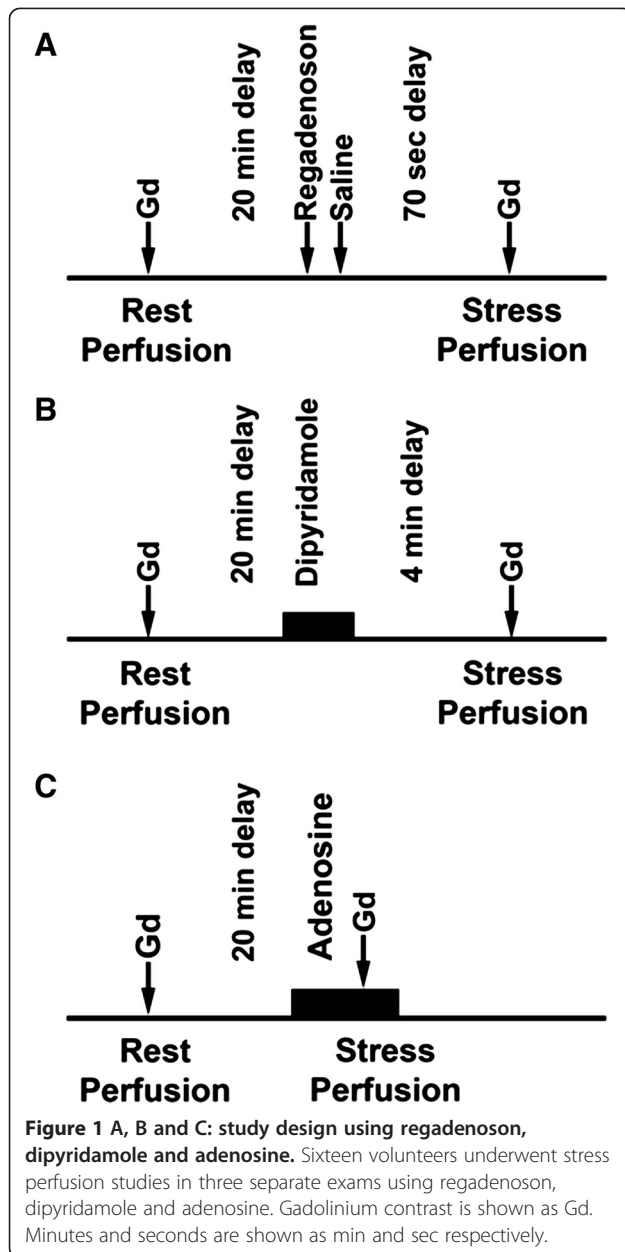 A
20 min delay
Regadenoson
Saline
70 sec delay
Gd
Gd
Rest
Perfusion
Stress
Perfusion
B
20 min delay
Dipyridamole
4 min delay
Gd
Gd
Rest
Perfusion
Stress
Perfusion
C
20 min delay
Adenosine
Gd
Gd
Rest
Perfusion
Stress
Perfusion
Figure 1 A, B and C: study design using regadenoson,
dipyridamole and adenosine. Sixteen volunteers underwent stress
perfusion studies in three separate exams using regadenoson,
dipyridamole and adenosine. Gadolinium contrast is shown as Gd.
Minutes and seconds are shown as min and sec respectively.